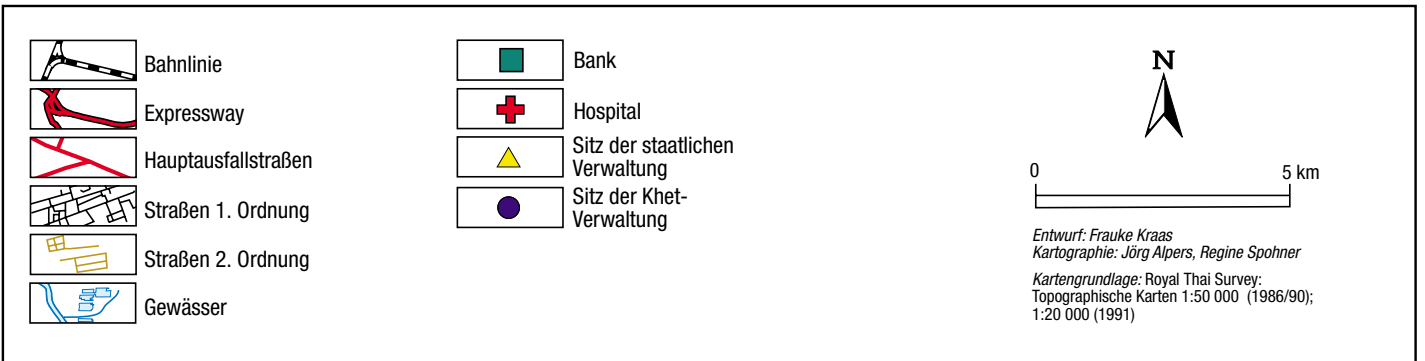 Bahnlinie
Expressway
Hauptausfallstraßen
Straßen 1. Ordnung
Straßen 2. Ordnung
Gewässer
Bank
Hospital
Sitz der staatlichen
Verwaltung
Sitz der Khet-
Verwaltung
N
0 5 km
Entwurf: Frauke Kraas
Kartographie: Jörg Alpers, Regine Spohner
Kartengrundlage: Royal Thai Survey:
Topographische Karten 1:50 000 (1986/90);
1:20 000 (1991)